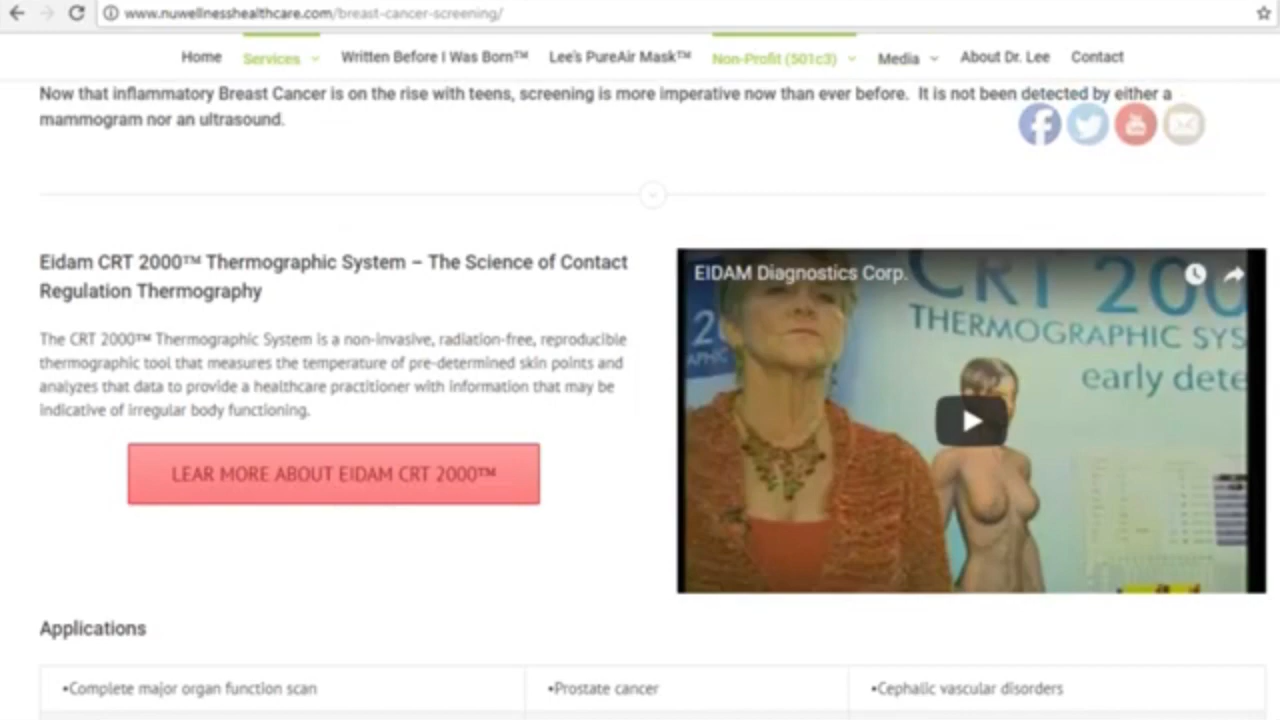 www.nuwellnesshealthcare.com/breast-cancer-screening/
Home Services Written Before I Was Born™ Lee's PureAir Mask™ Non-Profit (501c3) Media About Dr. Lee Contact
Now that inflammatory Breast Cancer is on the rise with teens, screening is more imperative now than ever before. It is not been detected by either a
mammogram nor an ultrasound.
Eidam CRT 2000™ Thermographic System – The Science of Contact
Regulation Thermography
The CRT 2000™ Thermographic System is a non-invasive, radiation-free, reproducible
thermographic tool that measures the temperature of pre-determined skin points and
analyzes that data to provide a healthcare practitioner with information that may be
indicative of irregular body functioning.
LEAR MORE ABOUT EIDAM CRT 2000™
EIDAM Diagnostics Corp.
CRT 200
THERMOGRAPHIC SYS
early dete
Applications
•Complete major organ function scan •Prostate cancer •Cephalic vascular disorders